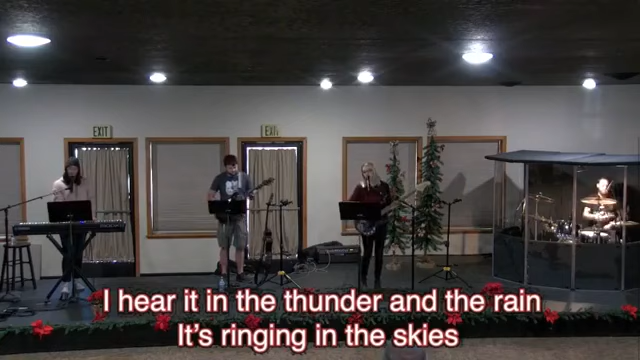 EXIT
EXIT
I hear it in the thunder and the rain
It's ringing in the skies